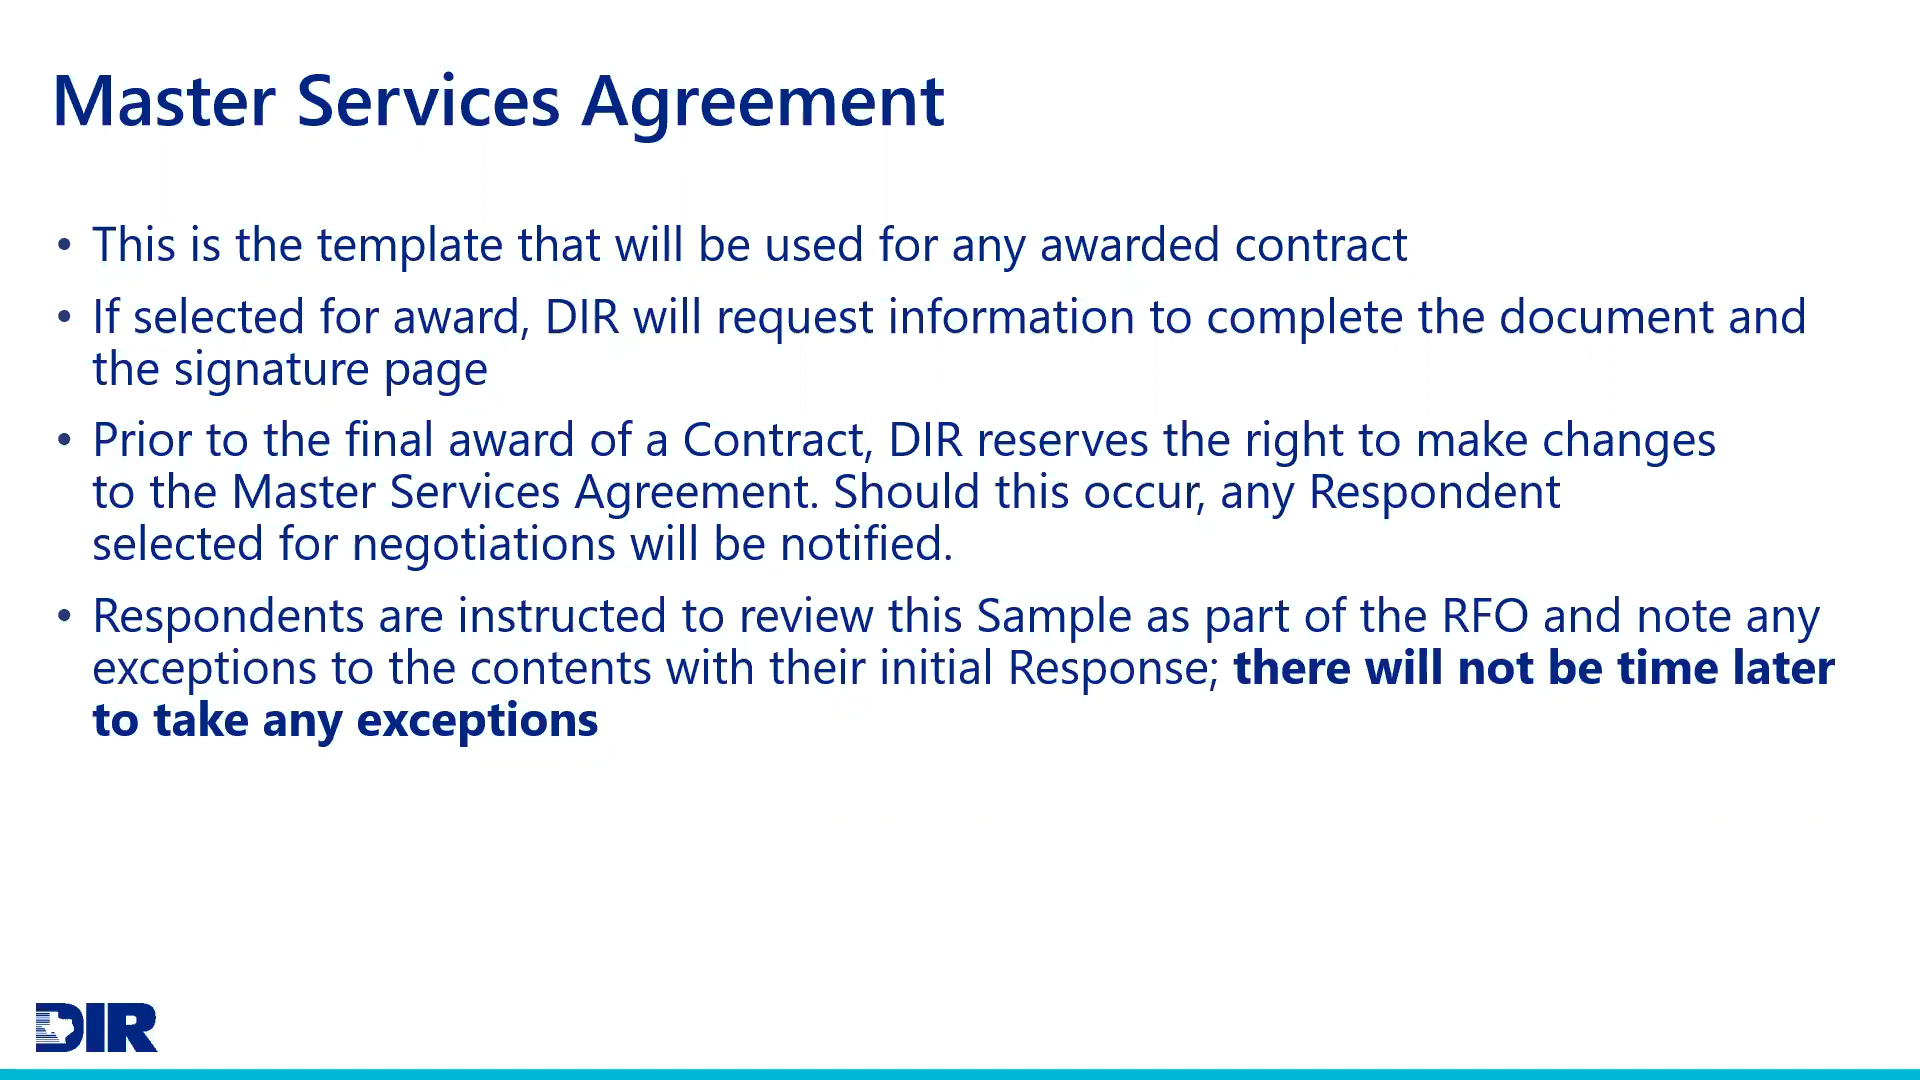 Master Services Agreement
• This is the template that will be used for any awarded contract
• If selected for award, DIR will request information to complete the document and
the signature page
• Prior to the final award of a Contract, DIR reserves the right to make changes
to the Master Services Agreement. Should this occur, any Respondent
selected for negotiations will be notified.
• Respondents are instructed to review this Sample as part of the RFO and note any
exceptions to the contents with their initial Response; there will not be time later
to take any exceptions
DIR